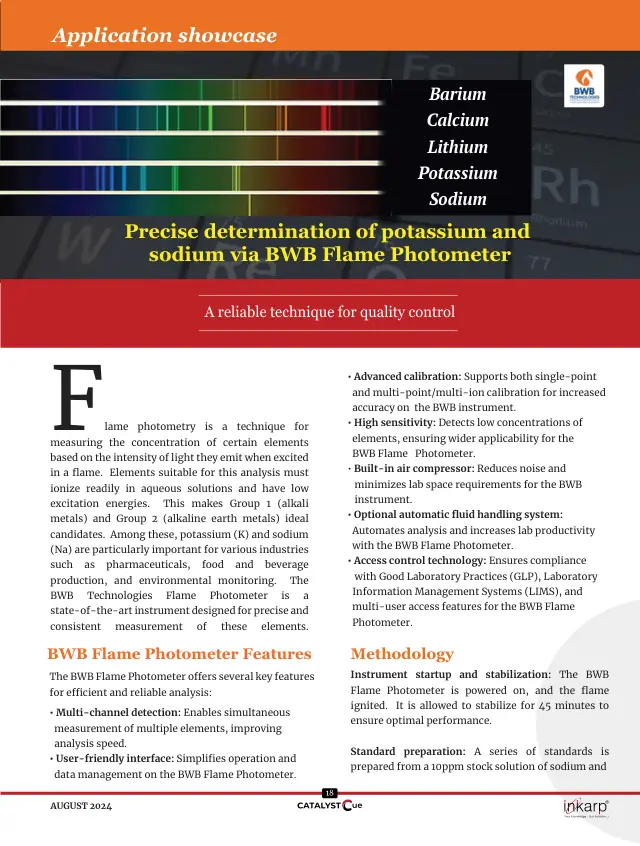 Application showcase
Mn
Fe
C
BWB
TECHNOLOGIES
Barium
Calcium
Lithium
Potassium
Sodium
45
Rh
77
W
75
Re
Precise determination of potassium and
sodium via BWB Flame Photometer
A reliable technique for quality control
Flame photometry is a technique for
measuring the concentration of certain elements
based on the intensity of light they emit when excited
in a flame. Elements suitable for this analysis must
ionize readily in aqueous solutions and have low
excitation energies. This makes Group 1 (alkali
metals) and Group 2 (alkaline earth metals) ideal
candidates. Among these, potassium (K) and sodium
(Na) are particularly important for various industries
such as pharmaceuticals, food and beverage
production, and environmental monitoring. The
BWB Technologies Flame Photometer is a
state-of-the-art instrument designed for precise and
consistent measurement of these elements.
BWB Flame Photometer Features
The BWB Flame Photometer offers several key features
for efficient and reliable analysis:
• Multi-channel detection: Enables simultaneous
measurement of multiple elements, improving
analysis speed.
• User-friendly interface: Simplifies operation and
data management on the BWB Flame Photometer.
• Advanced calibration: Supports both single-point
and multi-point/multi-ion calibration for increased
accuracy on the BWB instrument.
• High sensitivity: Detects low concentrations of
elements, ensuring wider applicability for the
BWB Flame Photometer.
• Built-in air compressor: Reduces noise and
minimizes lab space requirements for the BWB
instrument.
• Optional automatic fluid handling system:
Automates analysis and increases lab productivity
with the BWB Flame Photometer.
• Access control technology: Ensures compliance
with Good Laboratory Practices (GLP), Laboratory
Information Management Systems (LIMS), and
multi-user access features for the BWB Flame
Photometer.
Methodology
Instrument startup and stabilization: The BWB
Flame Photometer is powered on, and the flame
ignited. It is allowed to stabilize for 45 minutes to
ensure optimal performance.
Standard preparation: A series of standards is
prepared from a 10ppm stock solution of sodium and
18
AUGUST 2024
CATALYST Cue
inkarp®